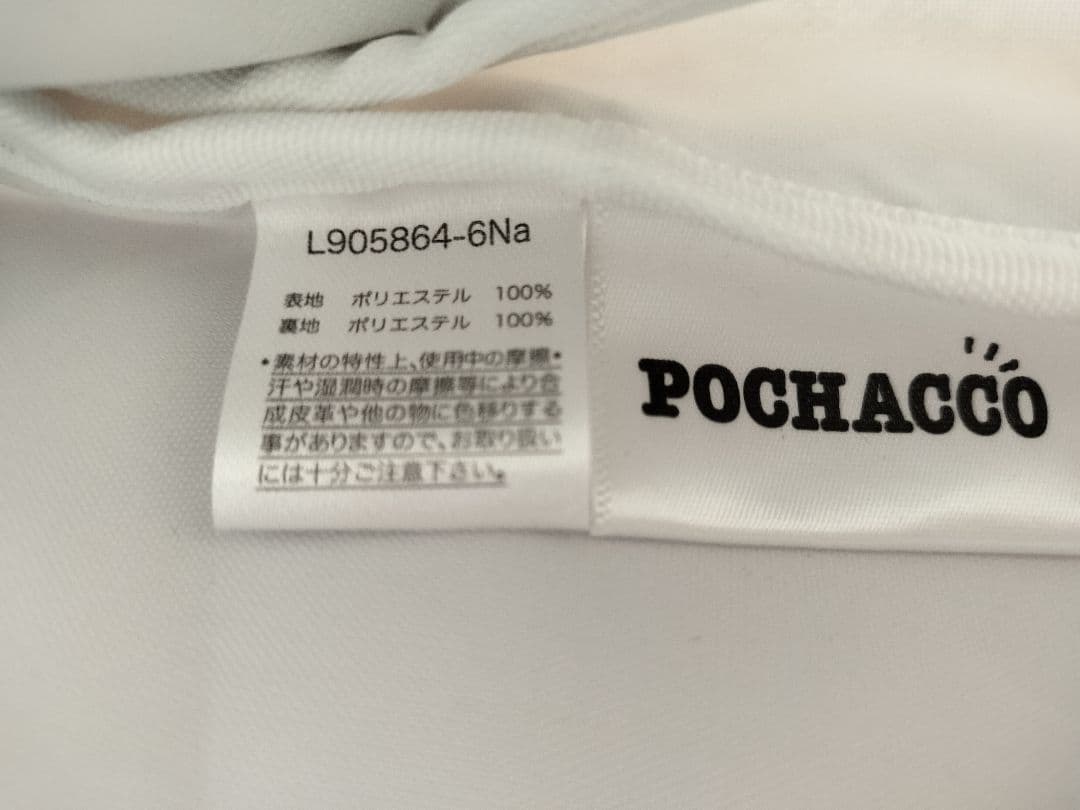 L905864-6Na
表地 ポリエステル 100%
裏地 ポリエステル 100%
・素材の特性上、使用中の摩擦・
汗や湿潤時の摩擦等により合
成皮革や他の物に色移りする
事がありますので、お取り扱い
には十分ご注意下さい。
POCHACCO